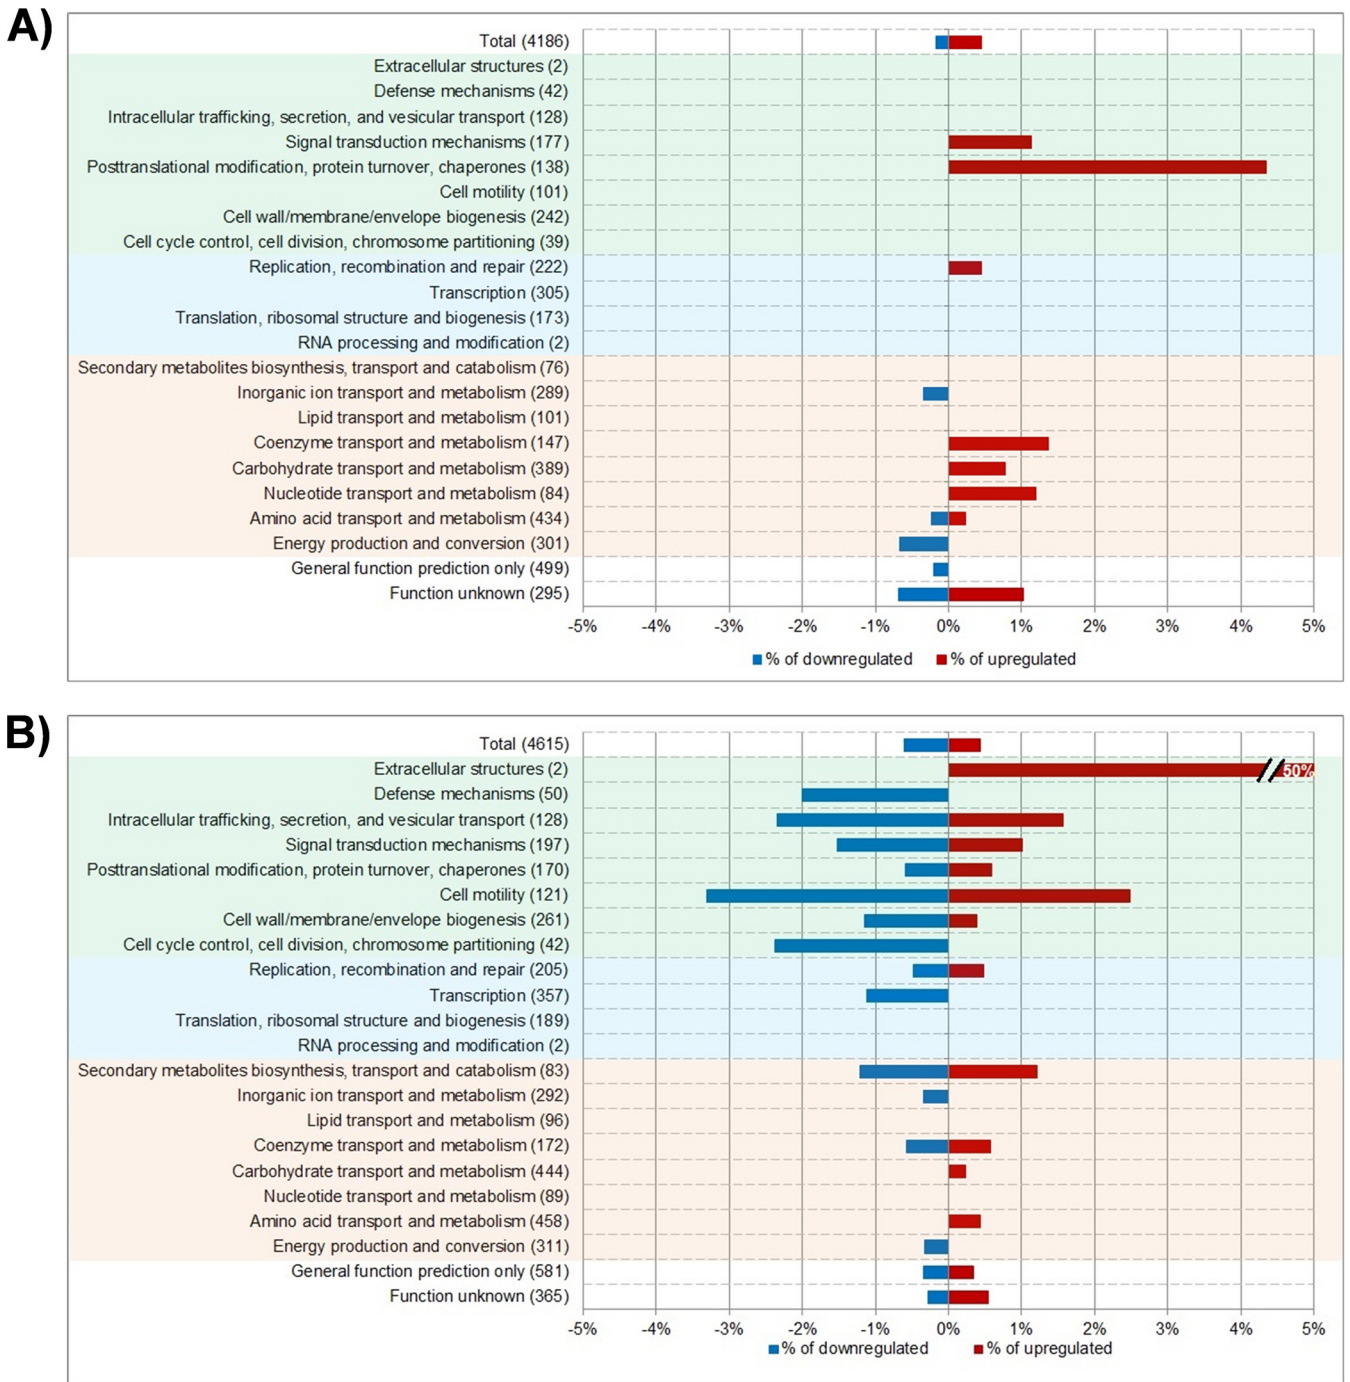 A)
Total (4186)
Extracellular structures (2)
Defense mechanisms (42)
Intracellular trafficking, secretion, and vesicular transport (128)
Signal transduction mechanisms (177)
Posttranslational modification, protein turnover, chaperones (138)
Cell motility (101)
Cell wall/membrane/envelope biogenesis (242)
Cell cycle control, cell division, chromosome partitioning (39)
Replication, recombination and repair (222)
Transcription (305)
Translation, ribosomal structure and biogenesis (173)
RNA processing and modification (2)
Secondary metabolites biosynthesis, transport and catabolism (76)
Inorganic ion transport and metabolism (289)
Lipid transport and metabolism (101)
Coenzyme transport and metabolism (147)
Carbohydrate transport and metabolism (389)
Nucleotide transport and metabolism (84)
Amino acid transport and metabolism (434)
Energy production and conversion (301)
General function prediction only (499)
Function unknown (295)
-5% -4% -3% -2% -1% 0% 1% 2% 3% 4% 5%
% of downregulated % of upregulated
B)
Total (4615)
Extracellular structures (2) 50%
Defense mechanisms (50)
Intracellular trafficking, secretion, and vesicular transport (128)
Signal transduction mechanisms (197)
Posttranslational modification, protein turnover, chaperones (170)
Cell motility (121)
Cell wall/membrane/envelope biogenesis (261)
Cell cycle control, cell division, chromosome partitioning (42)
Replication, recombination and repair (205)
Transcription (357)
Translation, ribosomal structure and biogenesis (189)
RNA processing and modification (2)
Secondary metabolites biosynthesis, transport and catabolism (83)
Inorganic ion transport and metabolism (292)
Lipid transport and metabolism (96)
Coenzyme transport and metabolism (172)
Carbohydrate transport and metabolism (444)
Nucleotide transport and metabolism (89)
Amino acid transport and metabolism (458)
Energy production and conversion (311)
General function prediction only (581)
Function unknown (365)
-5% -4% -3% -2% -1% 0% 1% 2% 3% 4% 5%
% of downregulated % of upregulated